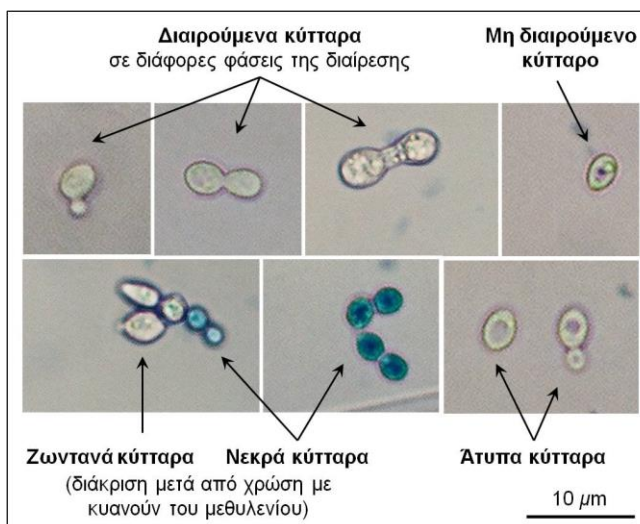 Διαιρούμενα κύτταρα
σε διάφορες φάσεις της διαίρεσης
Μη διαιρούμενο
κύτταρο
Ζωντανά κύτταρα
Νεκρά κύτταρα
(διάκριση μετά από χρώση με
κυανούν του μεθυλενίου)
Άτυπα κύτταρα
10 μm